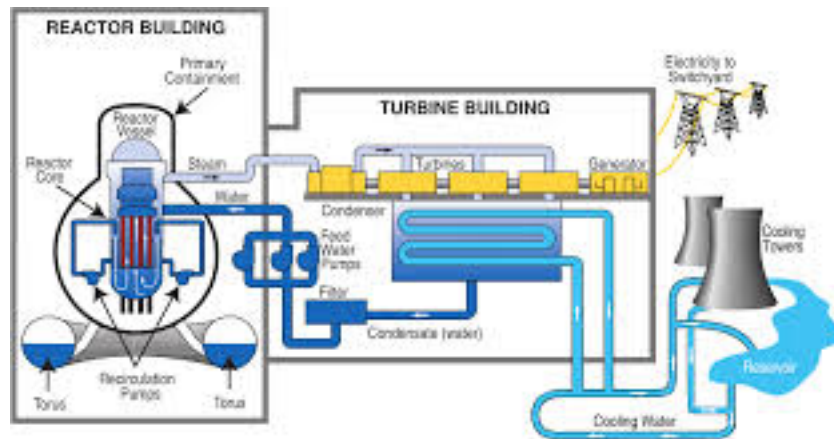 REACTOR BUILDING
Primary
Containment
Reactor
Vessel
Reactor
Core
Steam
Water
TURBINE BUILDING
Turbines
Generator
Condenser
Feed
Water
Pumps
Filter
Condensate (water)
Recirculation
Pumps
Torus
Torus
Electricity to
Switchyard
Cooling
Towers
Reservoir
Cooling Water